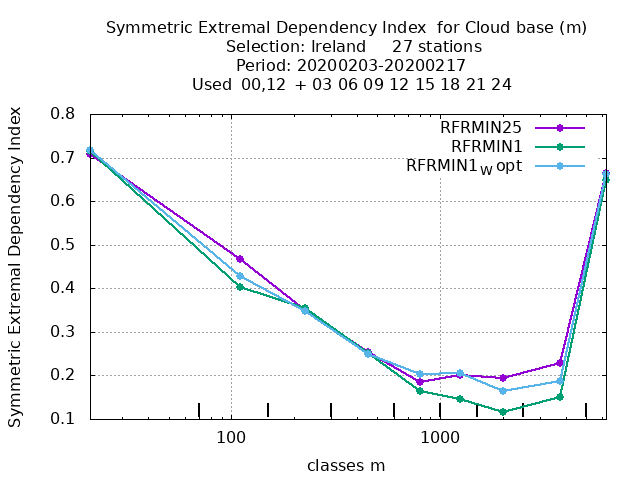 Symmetric Extremal Dependency Index  for Cloud base (m)
Selection: Ireland     27 stations
Period: 20200203-20200217
Used  00,12  + 03 06 09 12 15 18 21 24
Symmetric Extremal Dependency Index
0.8
0.7
0.6
0.5
0.4
0.3
0.2
0.1
RFRMIN25
RFRMIN1
RFRMIN1W opt
100
1000
classes m